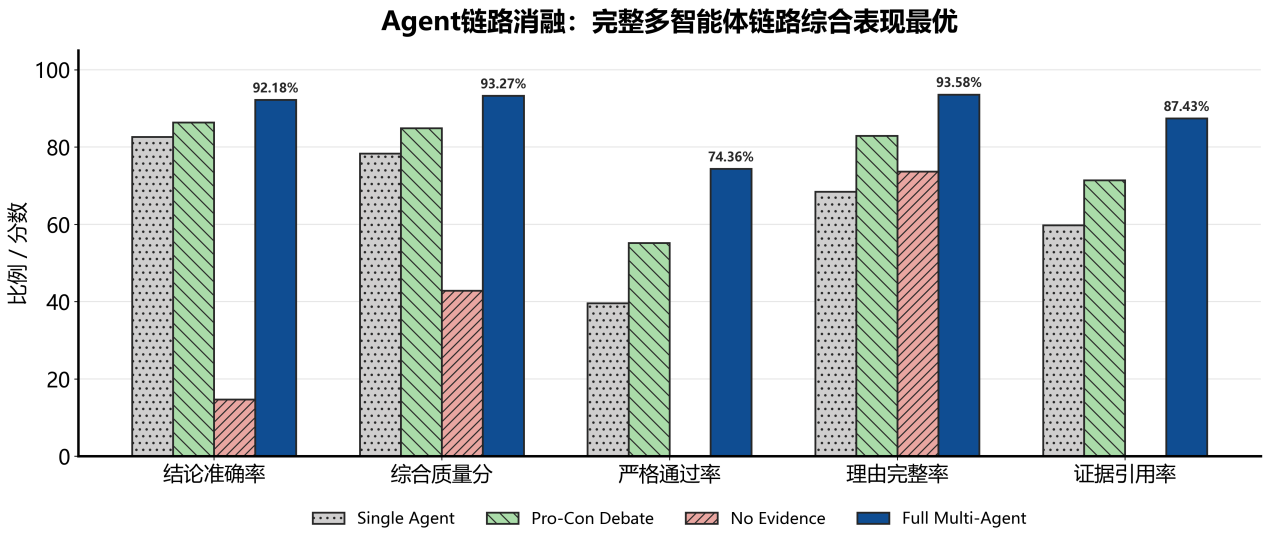 Agent链路消融：完整多智能体链路综合表现最优
比例 / 分数
100
80
60
40
20
0
92.18%
93.27%
74.36%
93.58%
87.43%
结论准确率
综合质量分
严格通过率
理由完整率
证据引用率
Single Agent
Pro-Con Debate
No Evidence
Full Multi-Agent